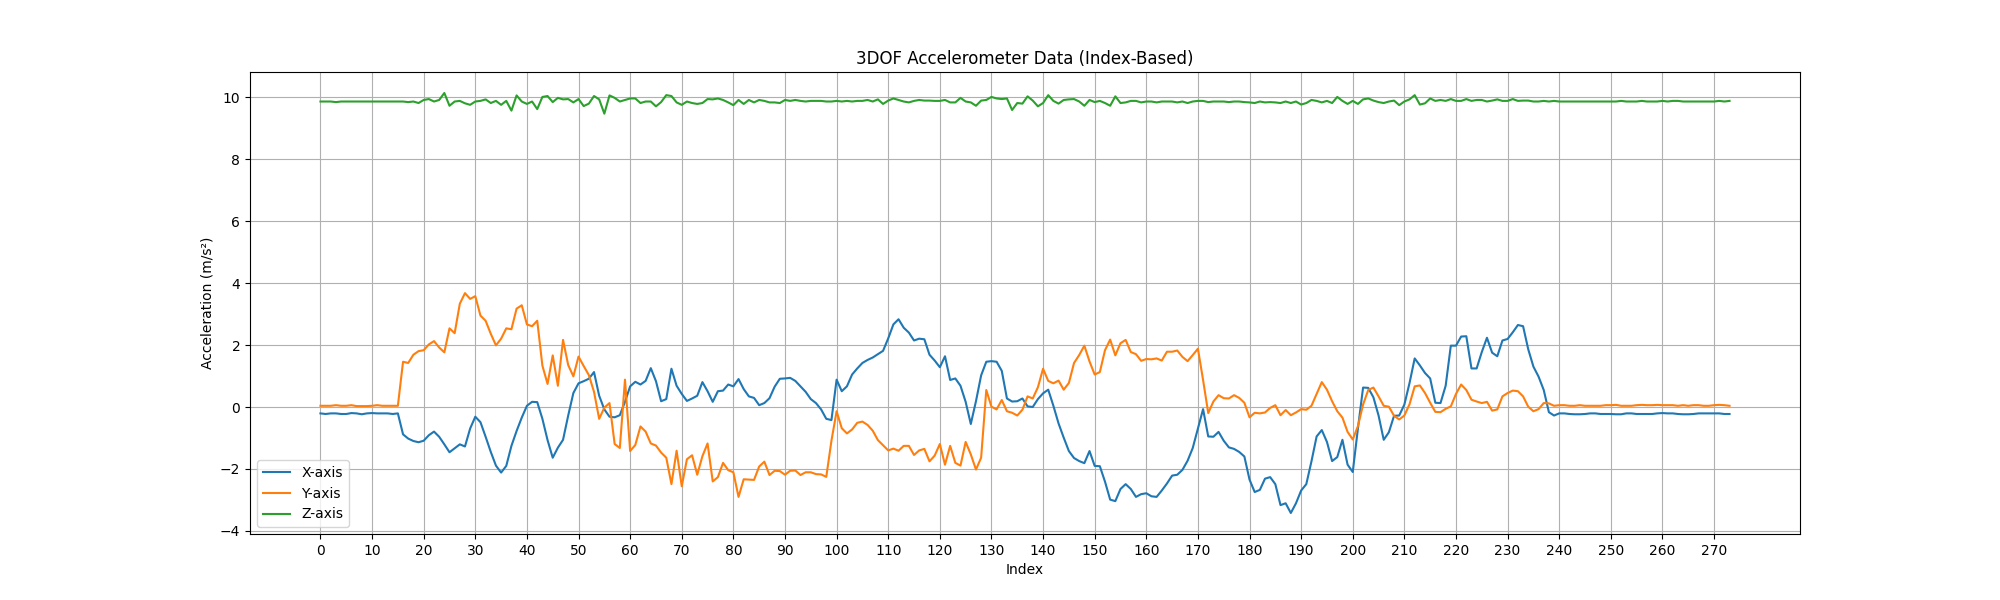 3DOF Accelerometer Data (Index-Based)
Acceleration (m/s²)
10
8
6
4
2
0
−2
−4
X-axis
Y-axis
Z-axis
0 10 20 30 40 50 60 70 80 90 100 110 120 130 140 150 160 170 180 190 200 210 220 230 240 250 260 270
Index